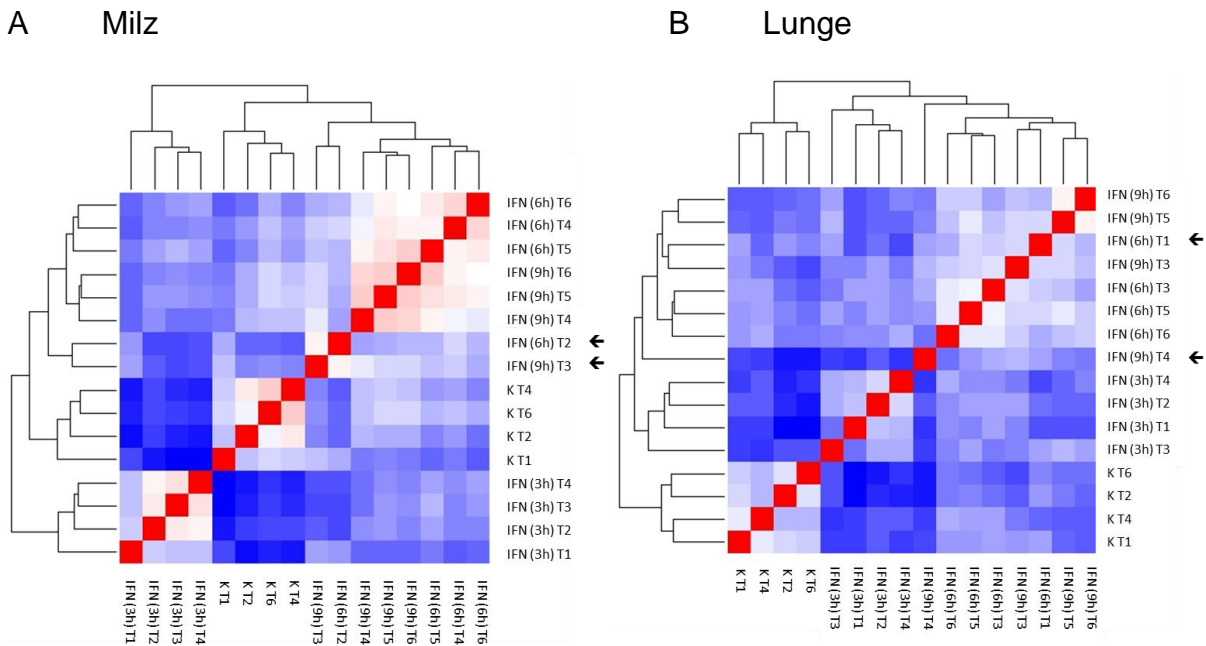 A Milz
B Lunge
IFN (6h) T6
IFN (6h) T4
IFN (6h) T5
IFN (9h) T6
IFN (9h) T5
IFN (9h) T4
IFN (6h) T2
IFN (9h) T3
K T4
K T6
K T2
K T1
IFN (3h) T4
IFN (3h) T3
IFN (3h) T2
IFN (3h) T1
IFN (3h) T1
IFN (3h) T2
IFN (3h) T3
IFN (3h) T4
K T1
K T2
K T6
K T4
IFN (9h) T3
IFN (6h) T2
IFN (9h) T4
IFN (9h) T5
IFN (9h) T6
IFN (6h) T5
IFN (6h) T4
IFN (6h) T6
IFN (9h) T6
IFN (9h) T5
IFN (6h) T1
IFN (9h) T3
IFN (6h) T3
IFN (6h) T5
IFN (6h) T6
IFN (9h) T4
IFN (3h) T4
IFN (3h) T2
IFN (3h) T1
IFN (3h) T3
K T6
K T2
K T4
K T1
K T1
K T4
K T2
K T6
IFN (3h) T3
IFN (3h) T1
IFN (3h) T2
IFN (3h) T4
IFN (9h) T4
IFN (6h) T6
IFN (6h) T5
IFN (6h) T3
IFN (9h) T3
IFN (6h) T1
IFN (9h) T5
IFN (9h) T6